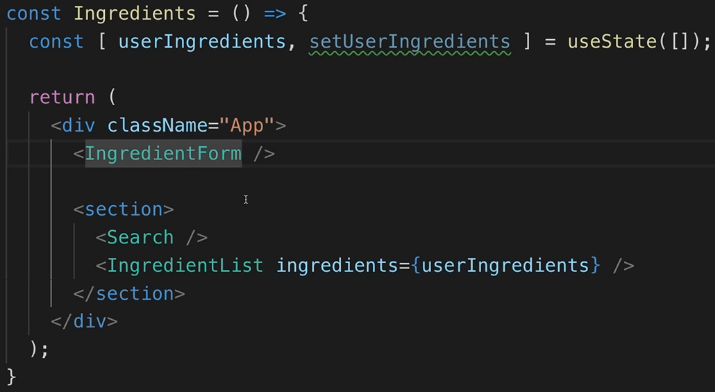 const Ingredients = () => {
const [ userIngredients, setUserIngredients ] = useState([]);
return (
<div className="App">
<IngredientForm />
<section>
<Search />
<IngredientList ingredients={userIngredients} />
</section>
</div>
);
}